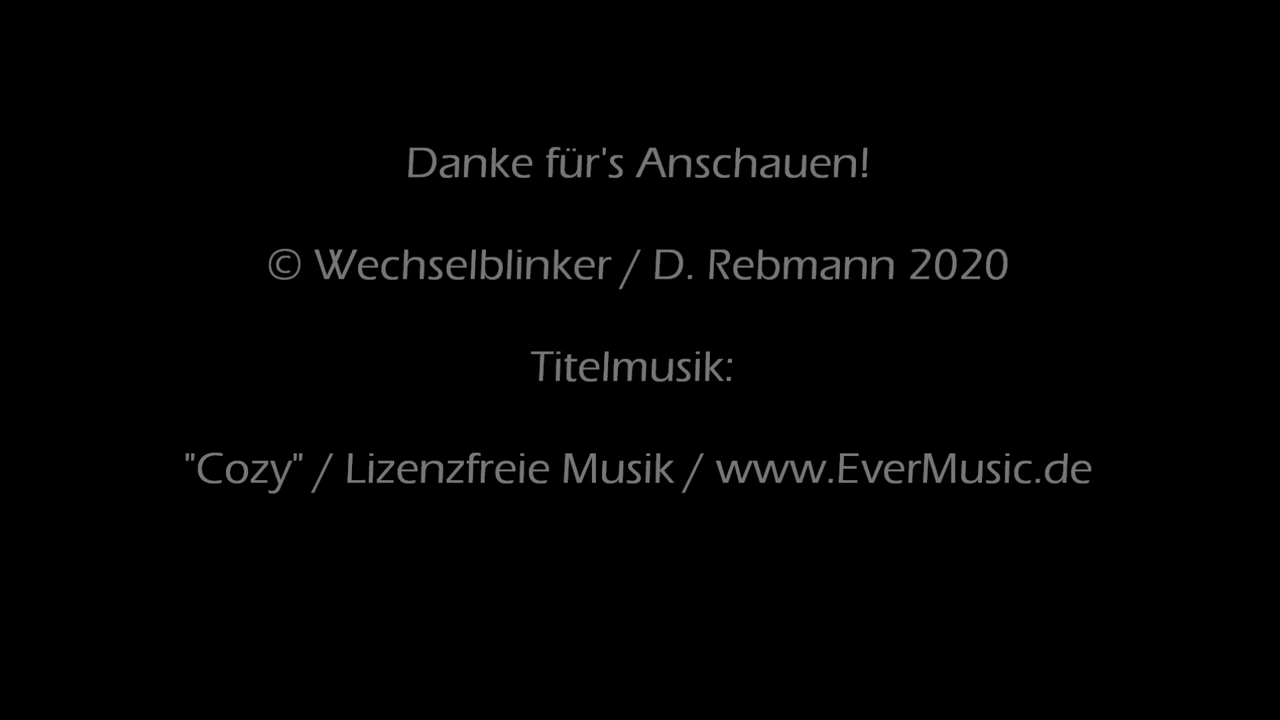 Danke für's Anschauen!
© Wechselblinker / D. Rebmann 2020
Titelmusik:
"Cozy" / Lizenzfreie Musik / www.EverMusic.de